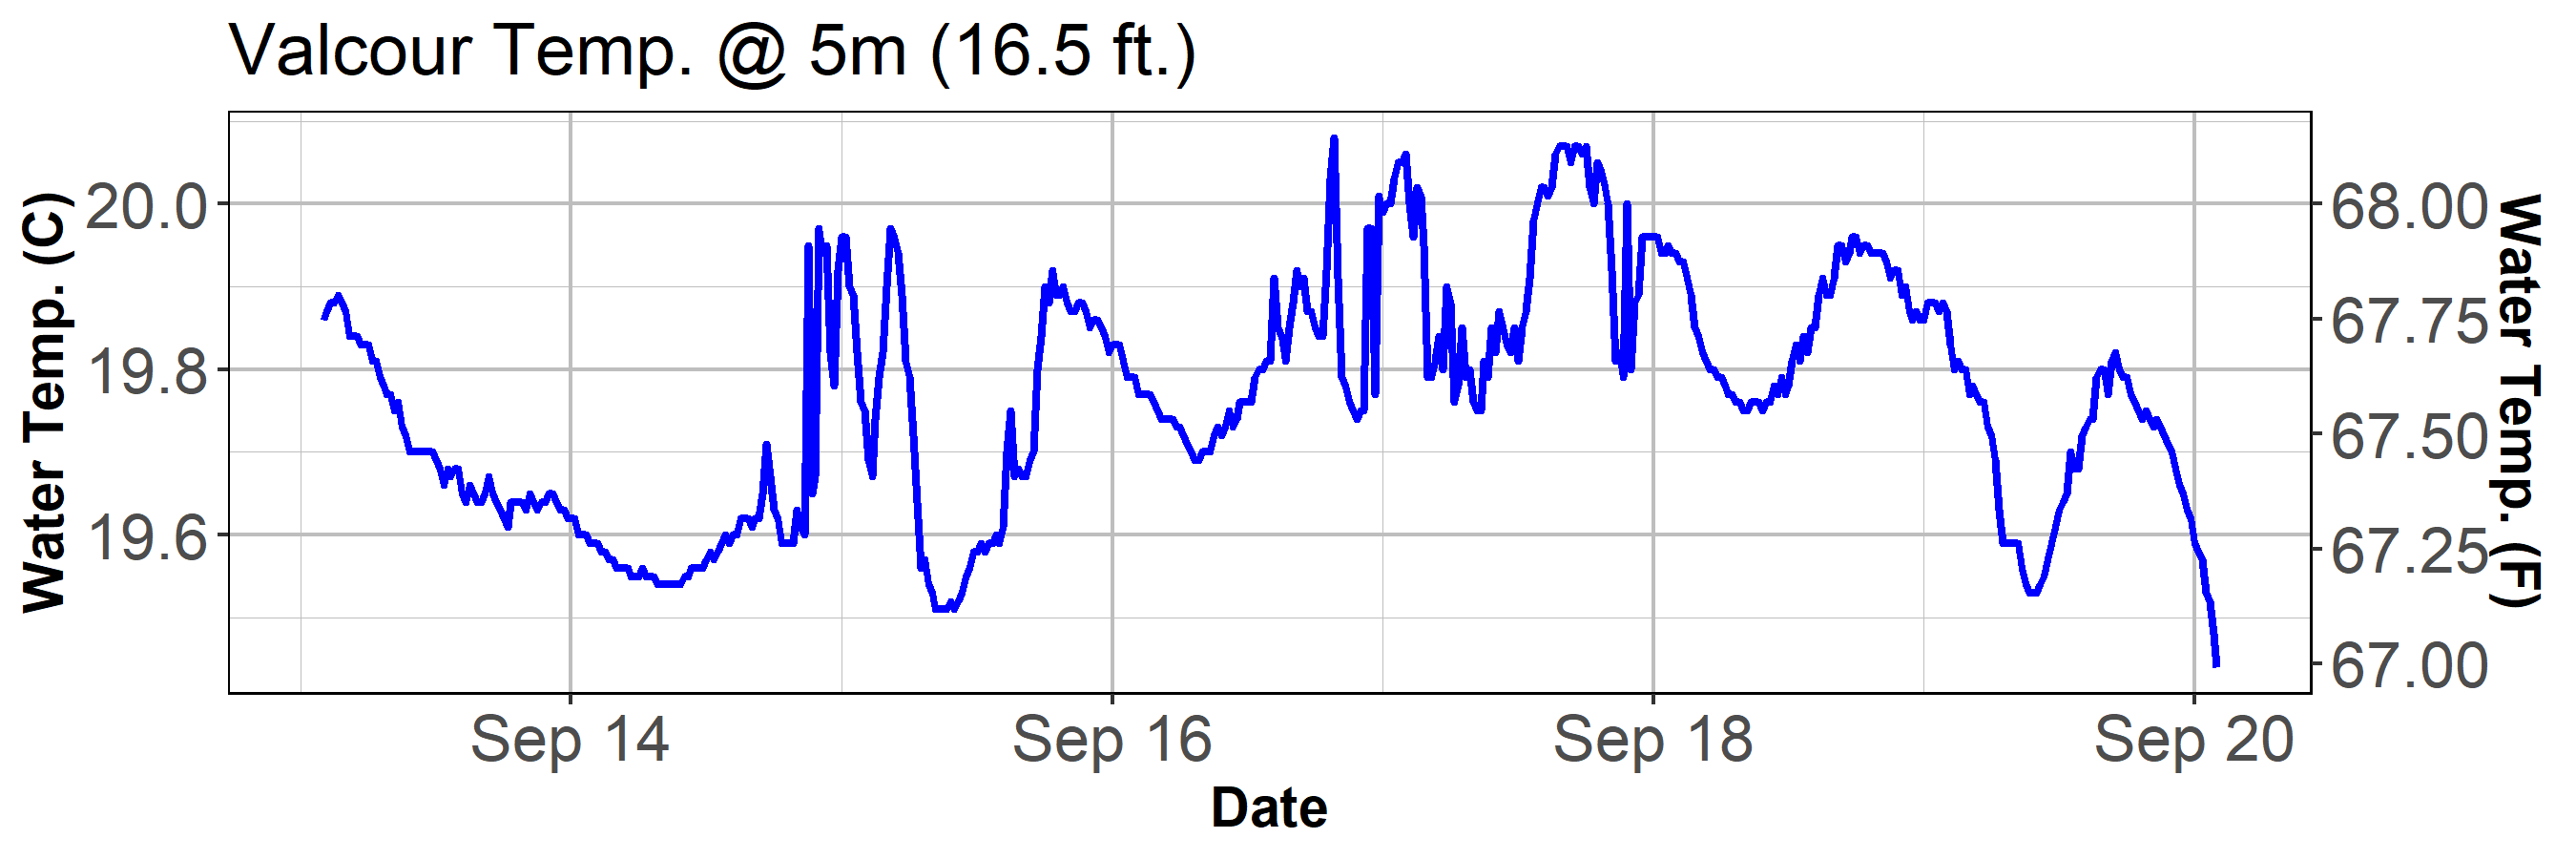 Valcour Temp. @ 5m (16.5 ft.)
Water Temp. (C)
20.0
19.8
19.6
68.00
67.75
67.50
67.25
67.00
Water Temp. (F)
Sep 14 Sep 16 Sep 18 Sep 20
Date